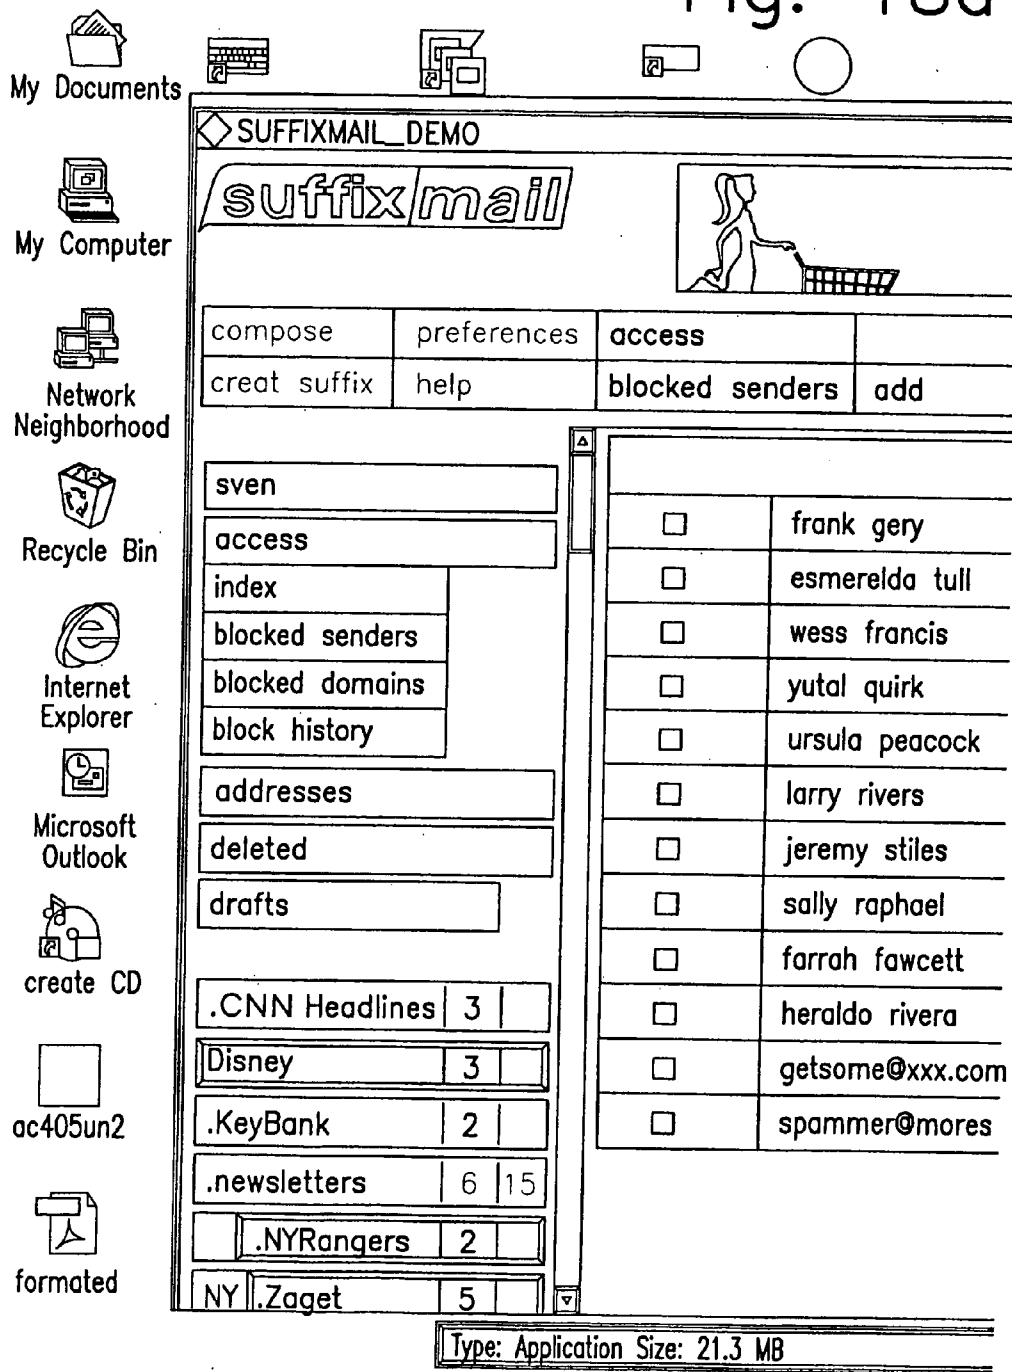 Fig. 18a
My Documents
My Computer
Network
Neighborhood
Recycle Bin
Internet
Explorer
Microsoft
Outlook
create CD
ac405un2
formated
SUFFIXMAIL_DEMO
suffix mail
compose preferences access
creat suffix help blocked senders add
sven
access
index
blocked senders
blocked domains
block history
addresses
deleted
drafts
.CNN Headlines 3
Disney 3
.KeyBank 2
.newsletters 6 15
.NYRangers 2
NY .Zaget 5
frank gery
esmerelda tull
wess francis
yutal quirk
ursula peacock
larry rivers
jeremy stiles
sally raphael
farrah fawcett
heraldo rivera
getsome@xxx.com
spammer@mores
Type: Application Size: 21.3 MB